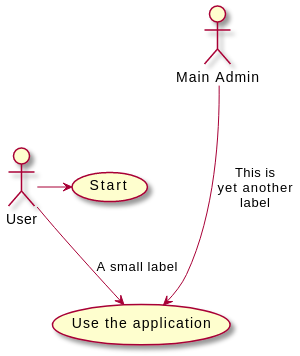 Main Admin
This is
yet another
label
Start
User
A small label
Use the application